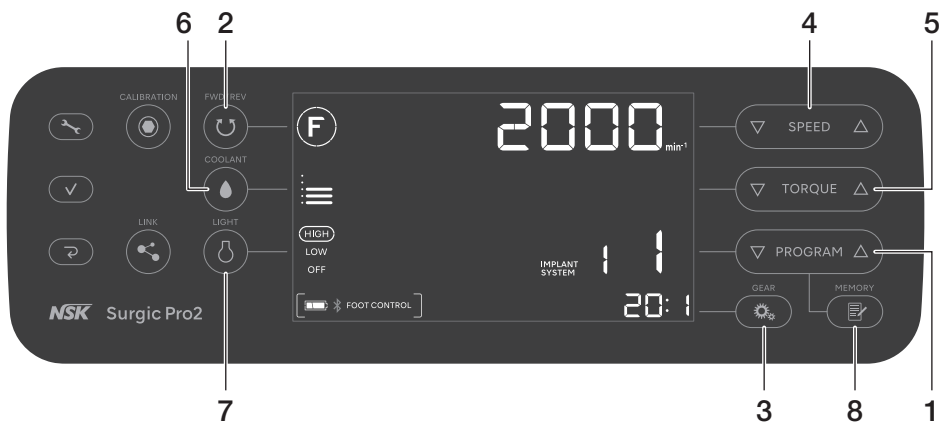 6 2 4 5
CALIBRATION FWD/REV
F
2000 min-1
▽ SPEED △
COOLANT
▽ TORQUE △
LINK LIGHT
HIGH
LOW
OFF
IMPLANT
SYSTEM 1 1
▽ PROGRAM △
FOOT CONTROL
20:1
GEAR MEMORY
NSK Surgic Pro2
7 3 8 1